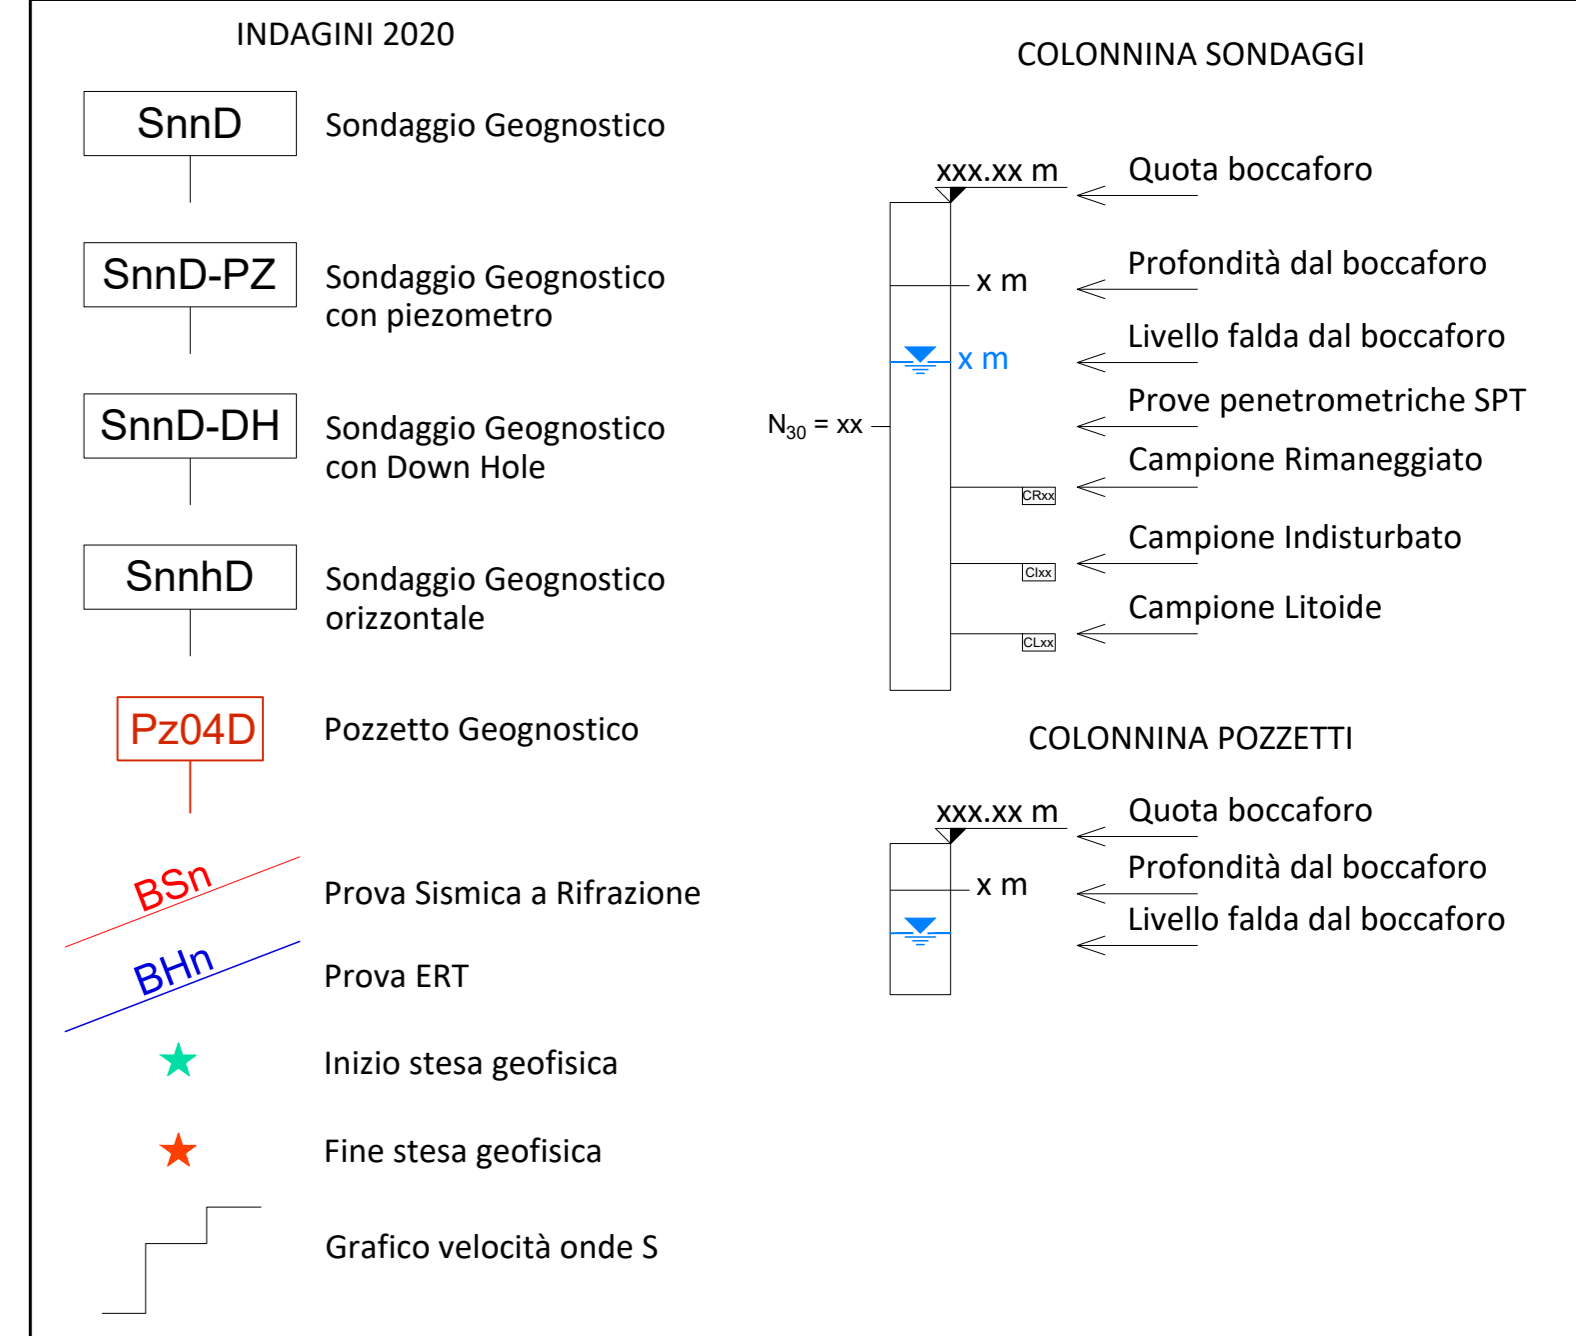 INDAGINI 2020
SnnD
Sondaggio Geognostico
SnnD-PZ
Sondaggio Geognostico
con piezometro
SnnD-DH
Sondaggio Geognostico
con Down Hole
SnnhD
Sondaggio Geognostico
orizzontale
Pz04D
Pozzetto Geognostico
BSn
Prova Sismica a Rifrazione
BHn
Prova ERT
Inizio stesa geofisica
Fine stesa geofisica
Grafico velocità onde S
COLONNINA SONDAGGI
xxx.xx m
Quota boccaforo
x m
Profondità dal boccaforo
x m
Livello falda dal boccaforo
N30 = xx
Prove penetrometriche SPT
CRxx
Campione Rimaneggiato
CIxx
Campione Indisturbato
CLxx
Campione Litoide
COLONNINA POZZETTI
xxx.xx m
Quota boccaforo
x m
Profondità dal boccaforo
Livello falda dal boccaforo